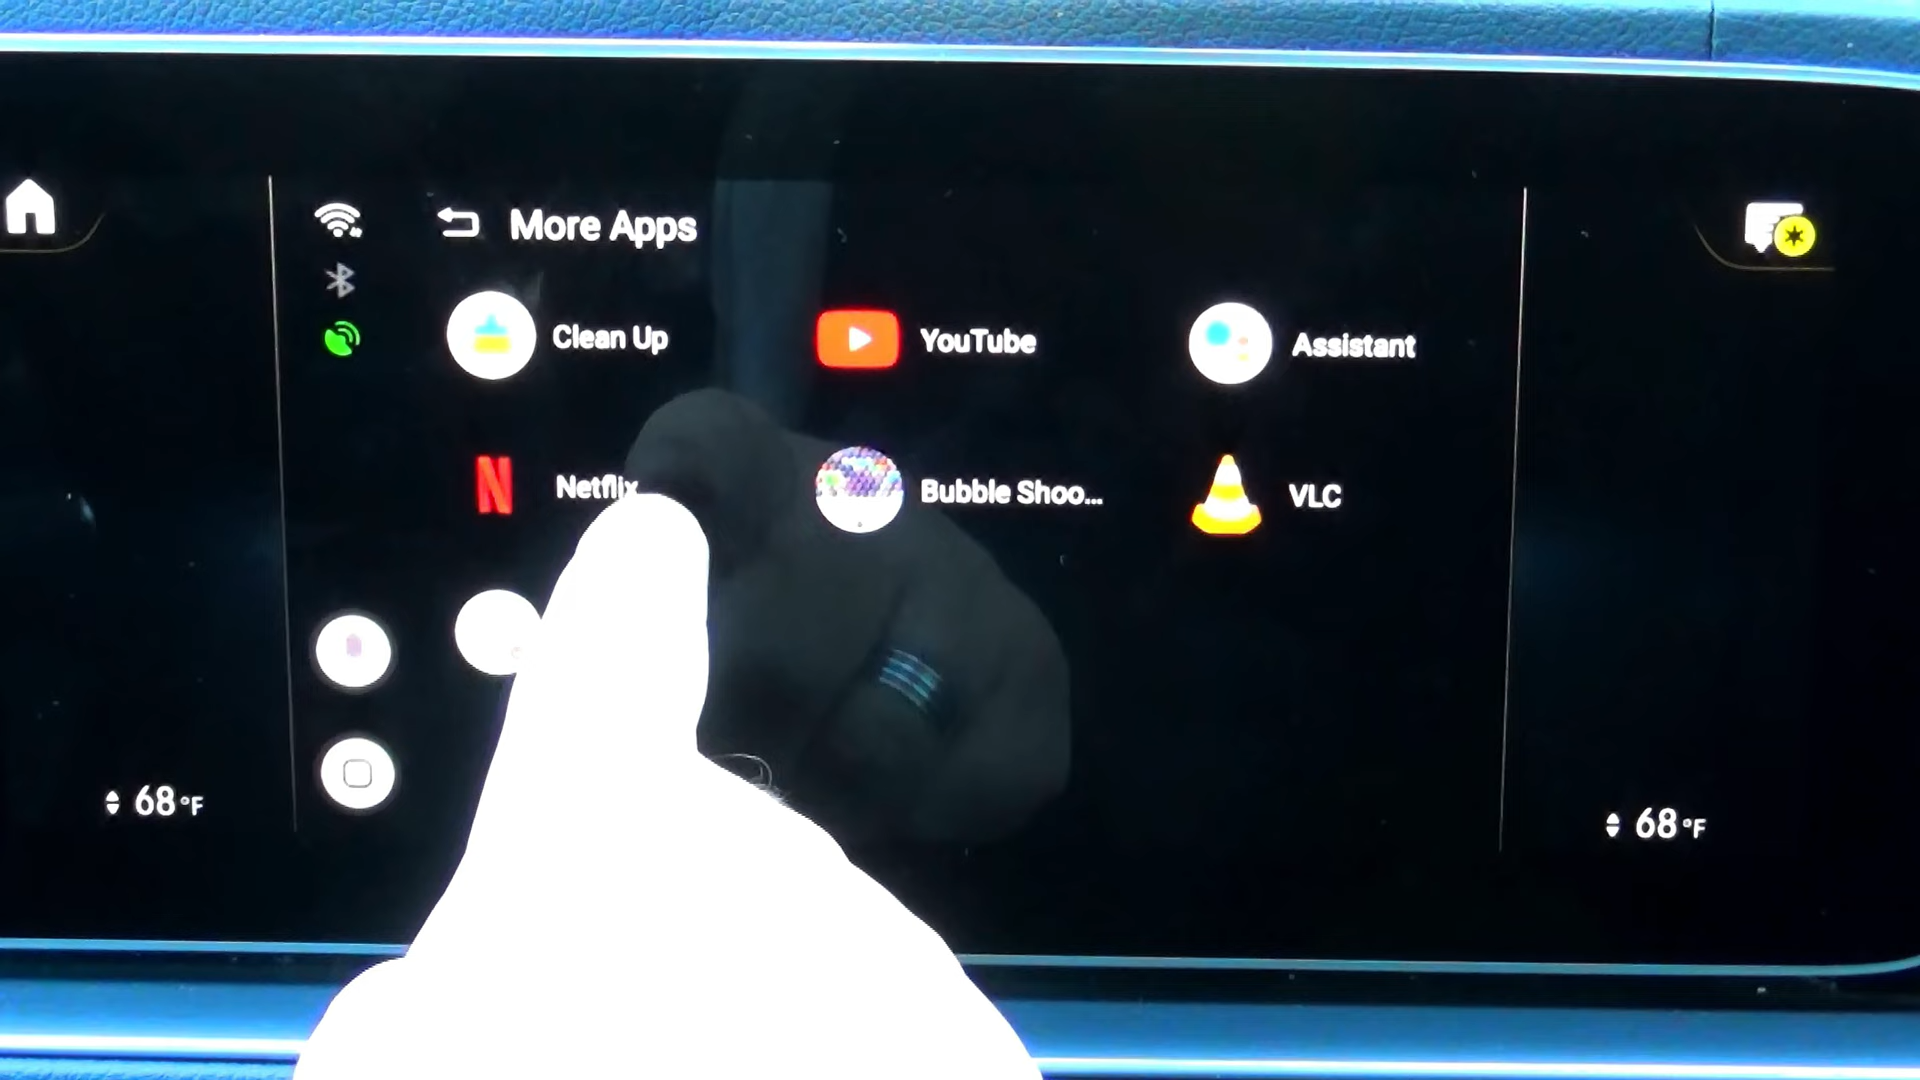 More Apps
Clean Up
YouTube
Assistant
N
Netflix
Bubble Shoo...
VLC
68°F
68°F